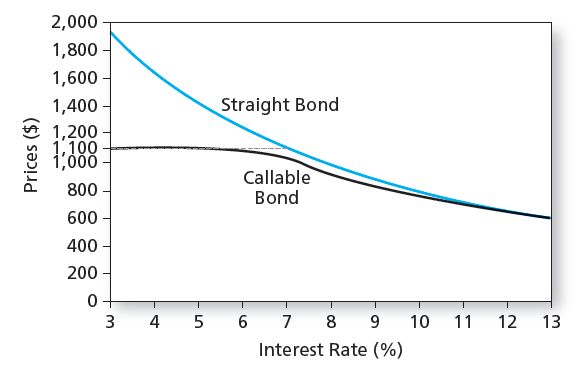 2,000
1,800
1,600
1,400
1,200
1,100
1,000
800
600
400
200
0
Prices ($)
Straight Bond
Callable
Bond
3 4 5 6 7 8 9 10 11 12 13
Interest Rate (%)